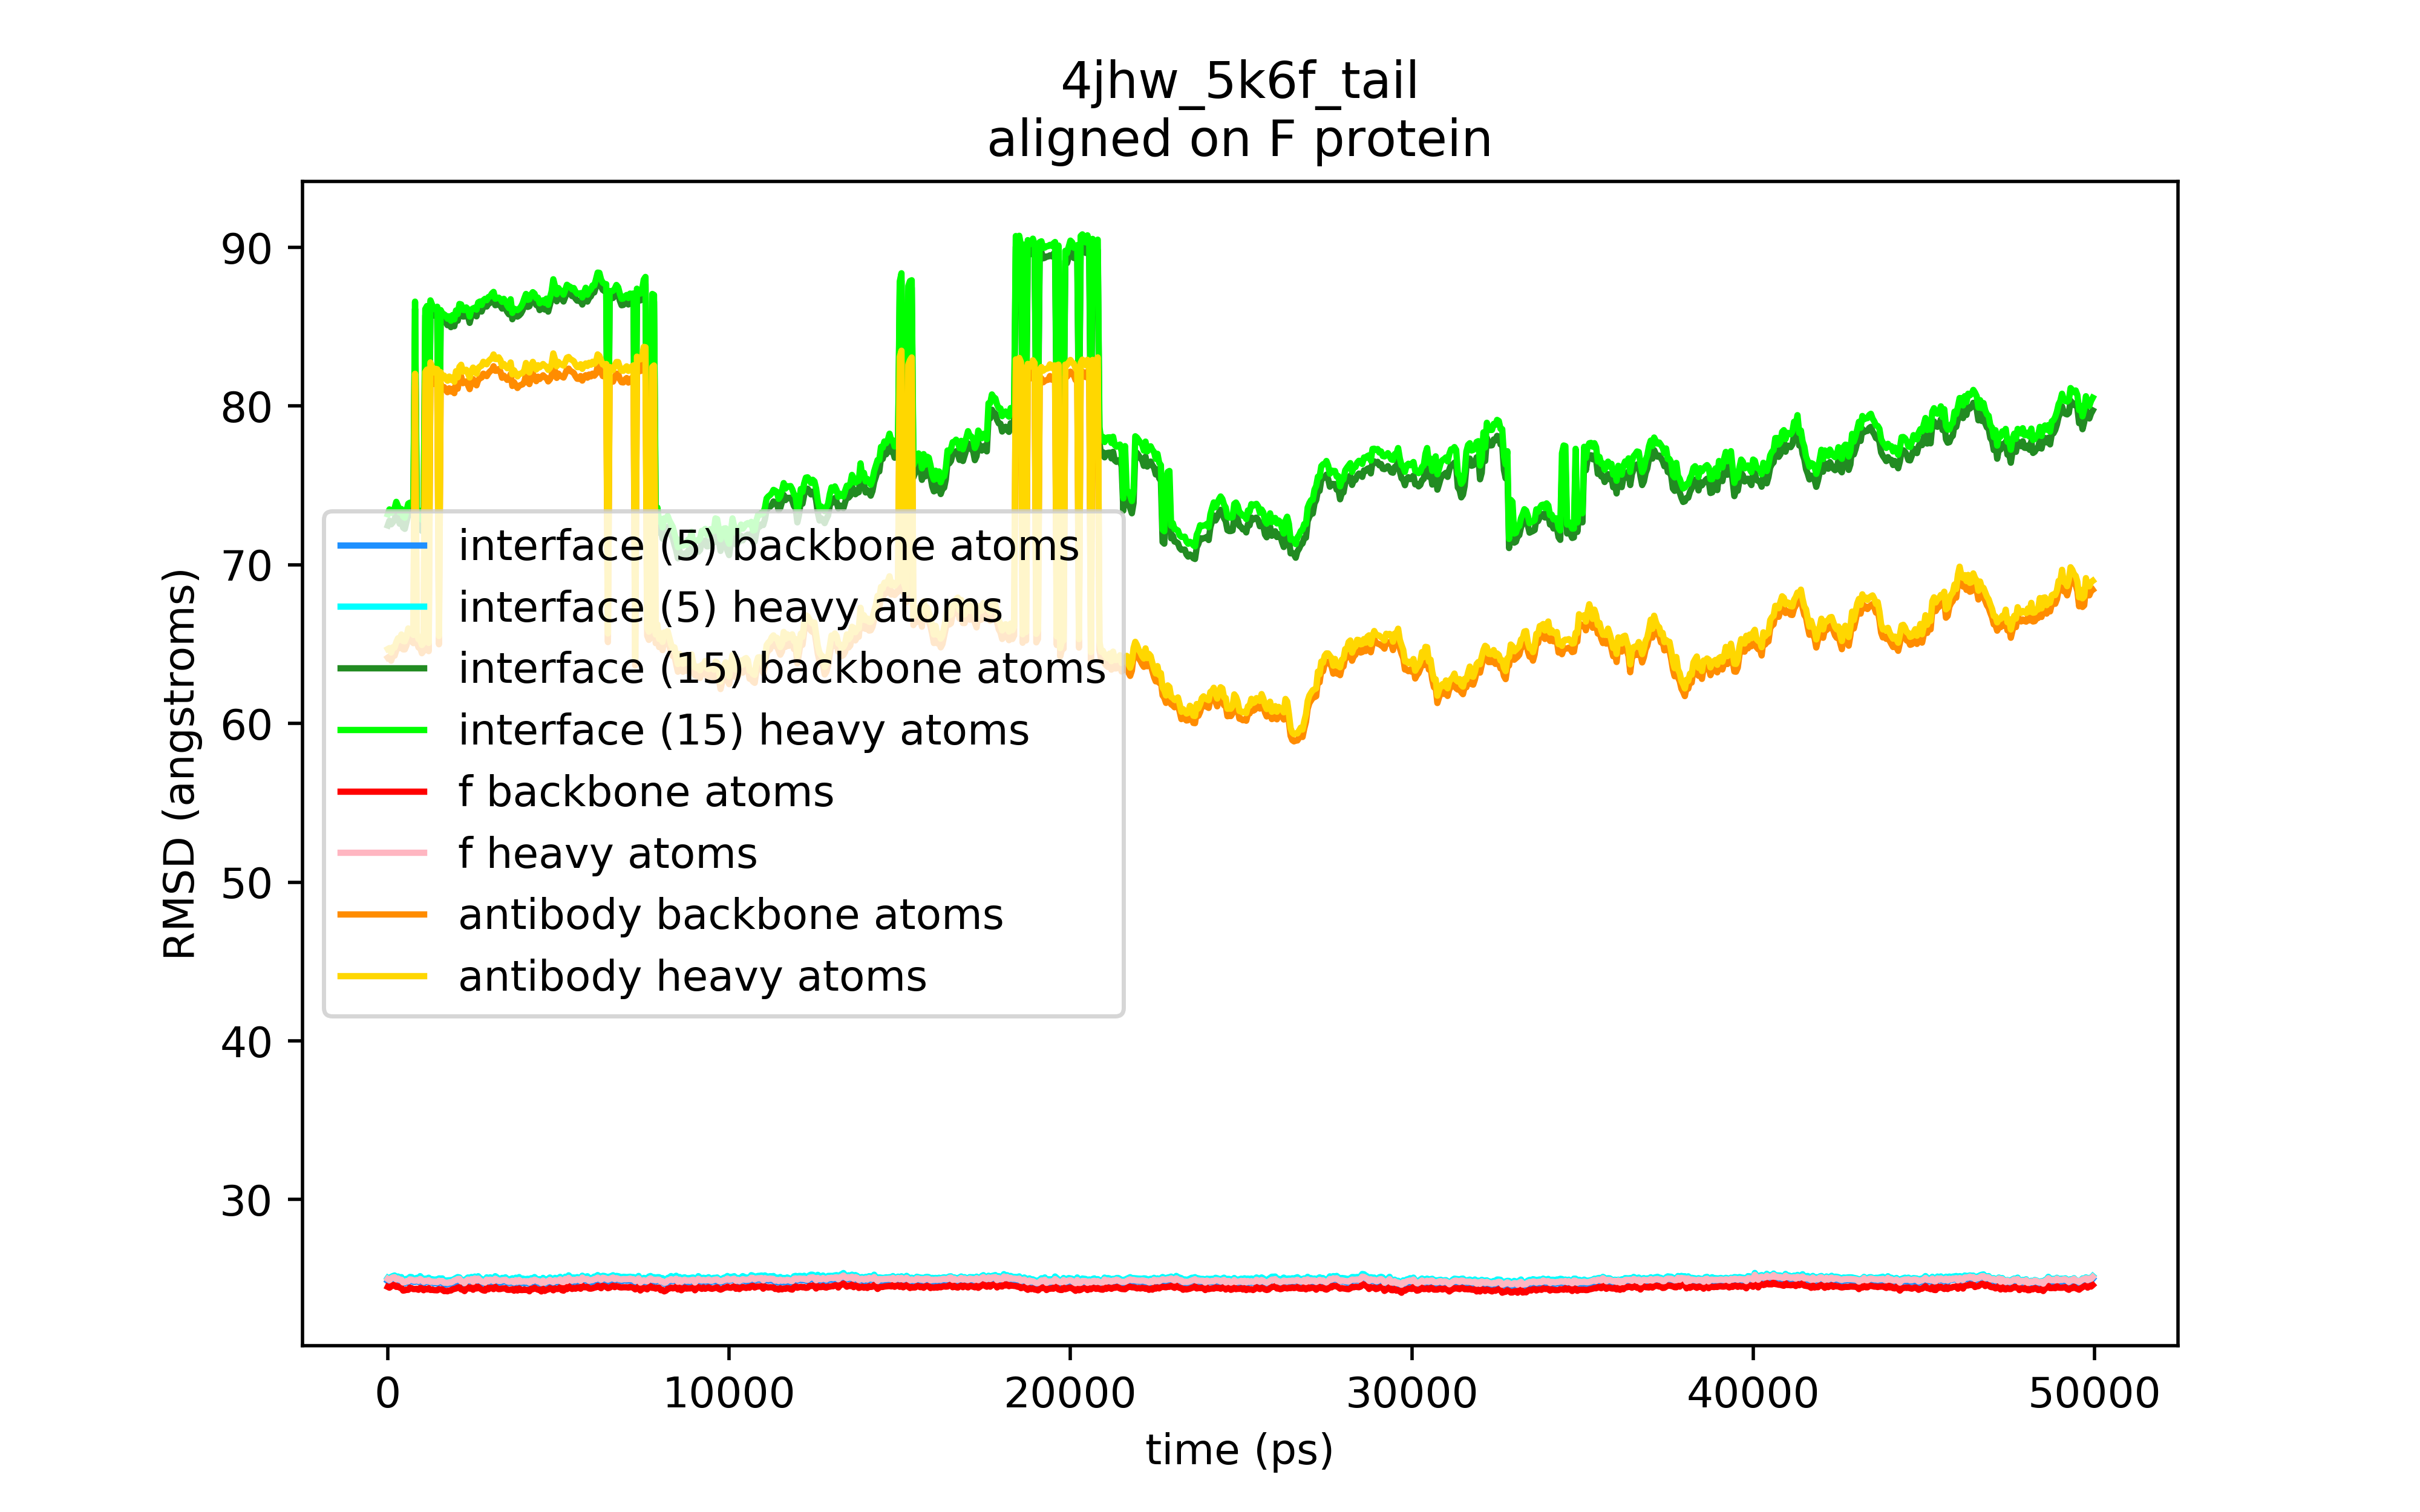 4jhw_5k6f_tail
aligned on F protein
RMSD (angstroms)
90
80
70
60
50
40
30
interface (5) backbone atoms
interface (5) heavy atoms
interface (15) backbone atoms
interface (15) heavy atoms
f backbone atoms
f heavy atoms
antibody backbone atoms
antibody heavy atoms
0 10000 20000 30000 40000 50000
time (ps)